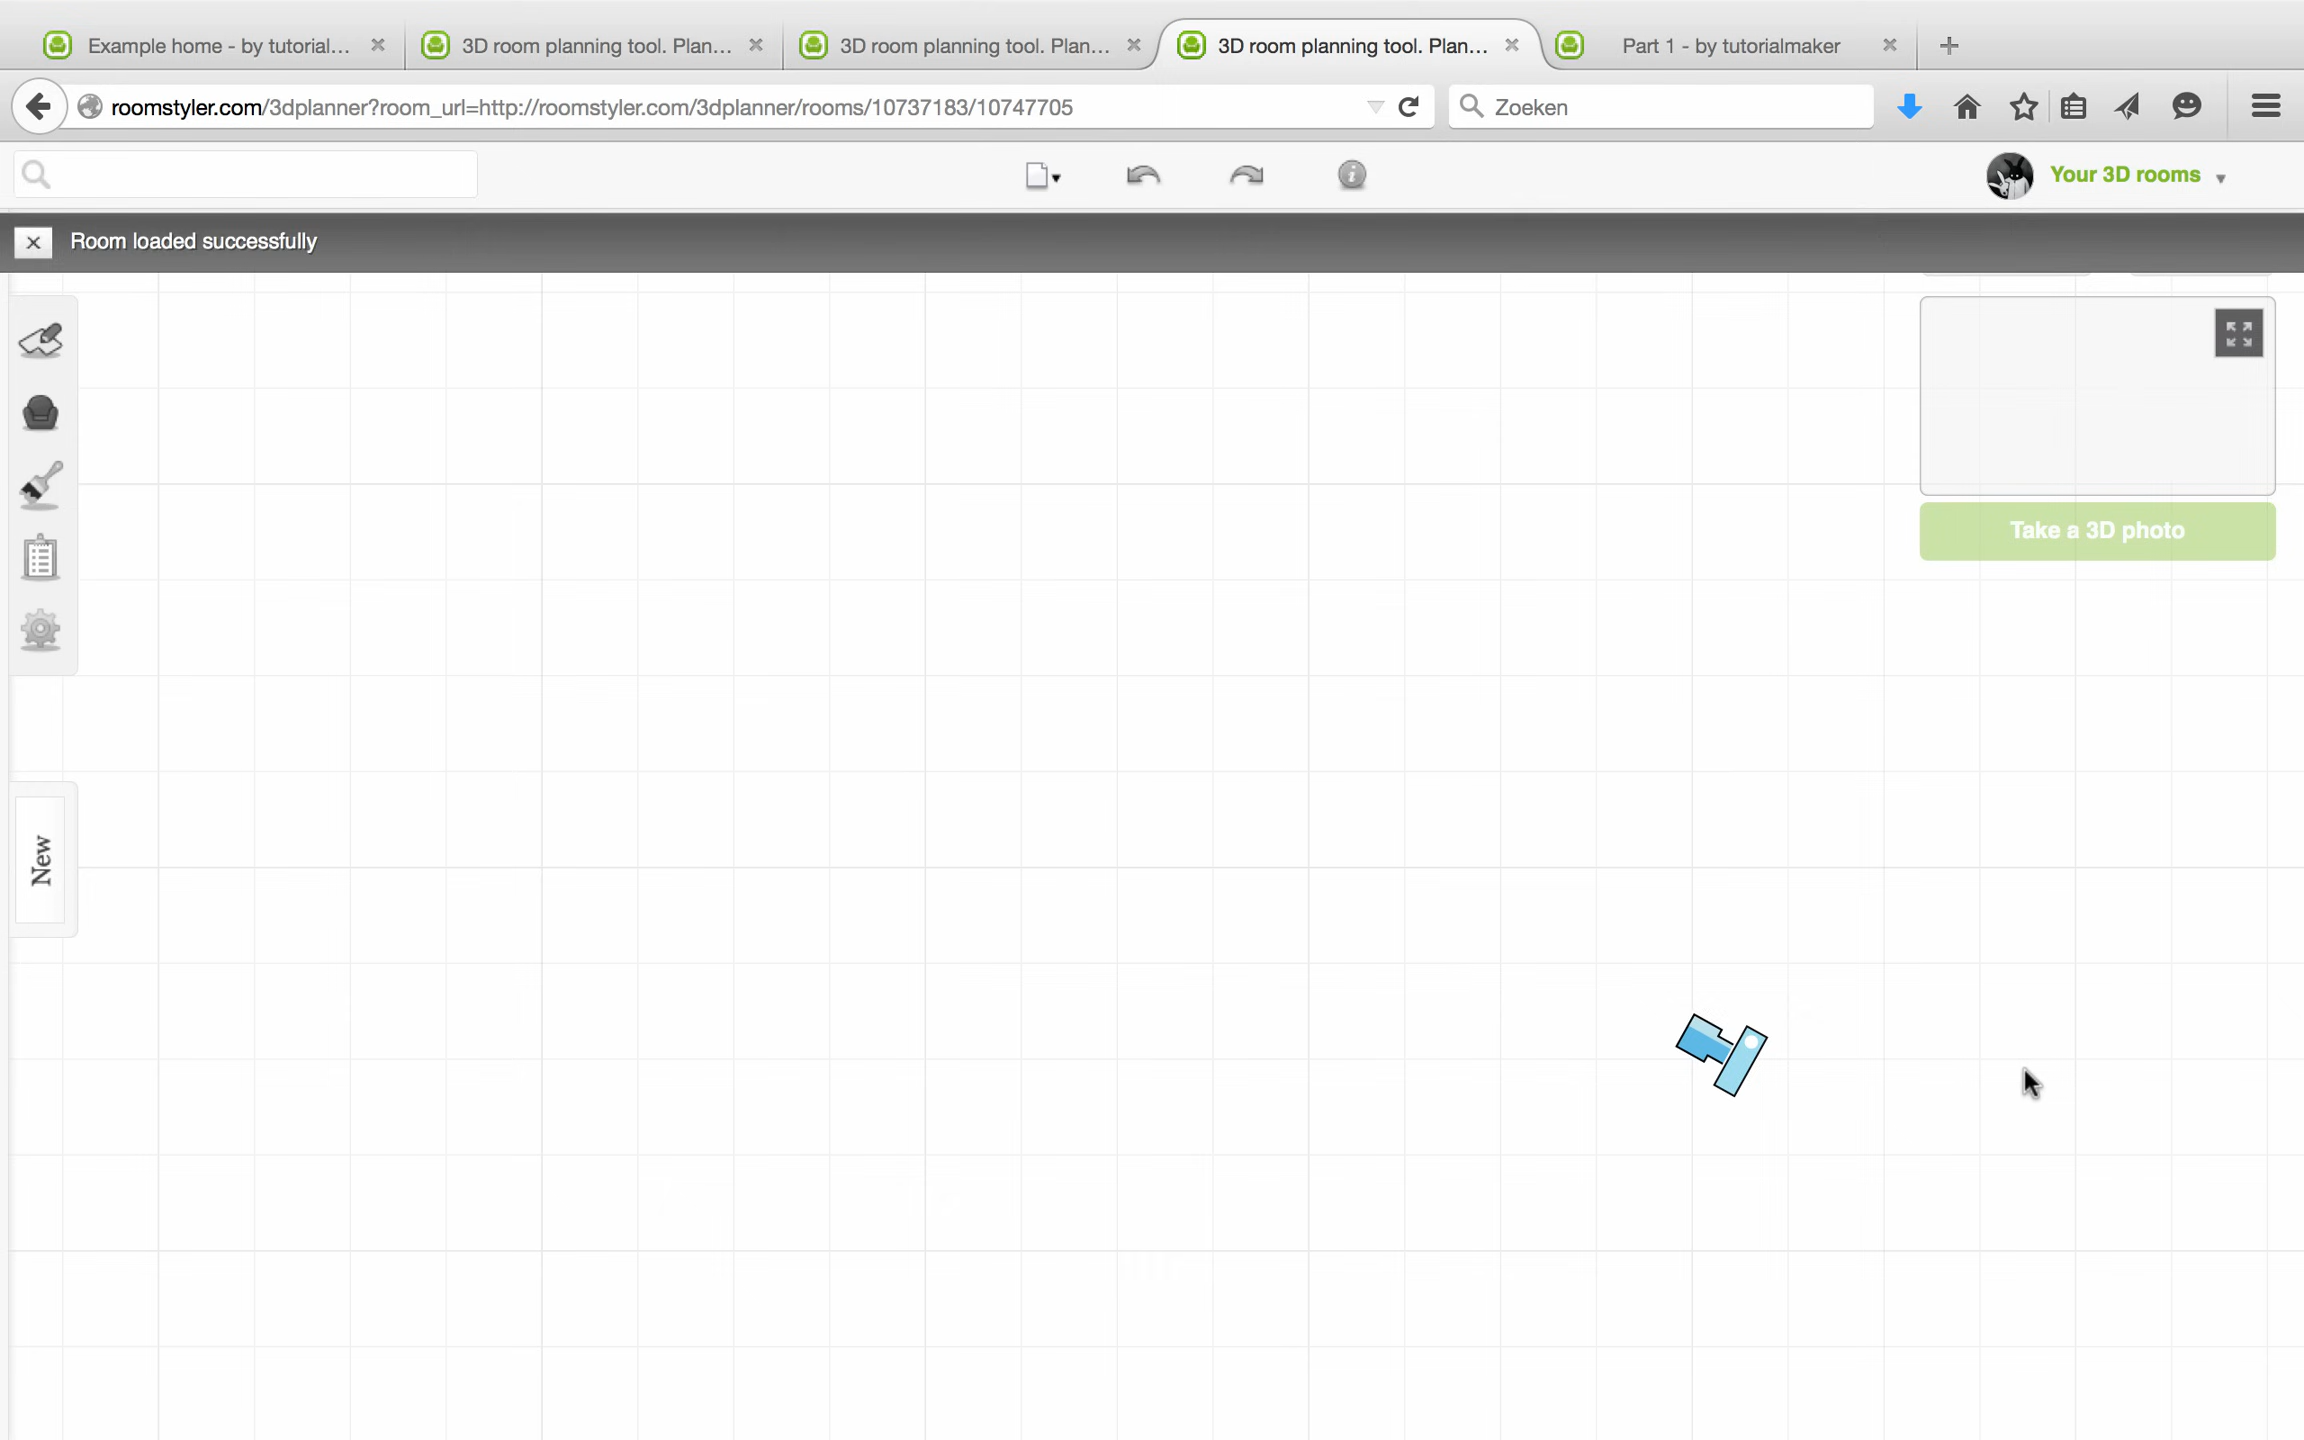 Example home - by tutorial...
3D room planning tool. Plan...
3D room planning tool. Plan...
3D room planning tool. Plan...
Part 1 - by tutorialmaker
roomstyler.com/3dplanner?room_url=http://roomstyler.com/3dplanner/rooms/10737183/10747705
Zoeken
Your 3D rooms
Room loaded successfully
Take a 3D photo
New